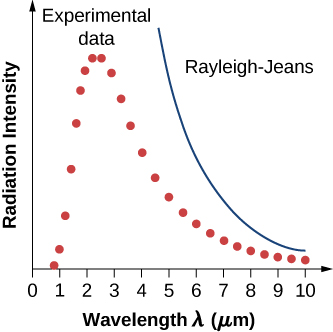 Experimental
data
Rayleigh-Jeans
Radiation Intensity
0 1 2 3 4 5 6 7 8 9 10
Wavelength λ (μm)